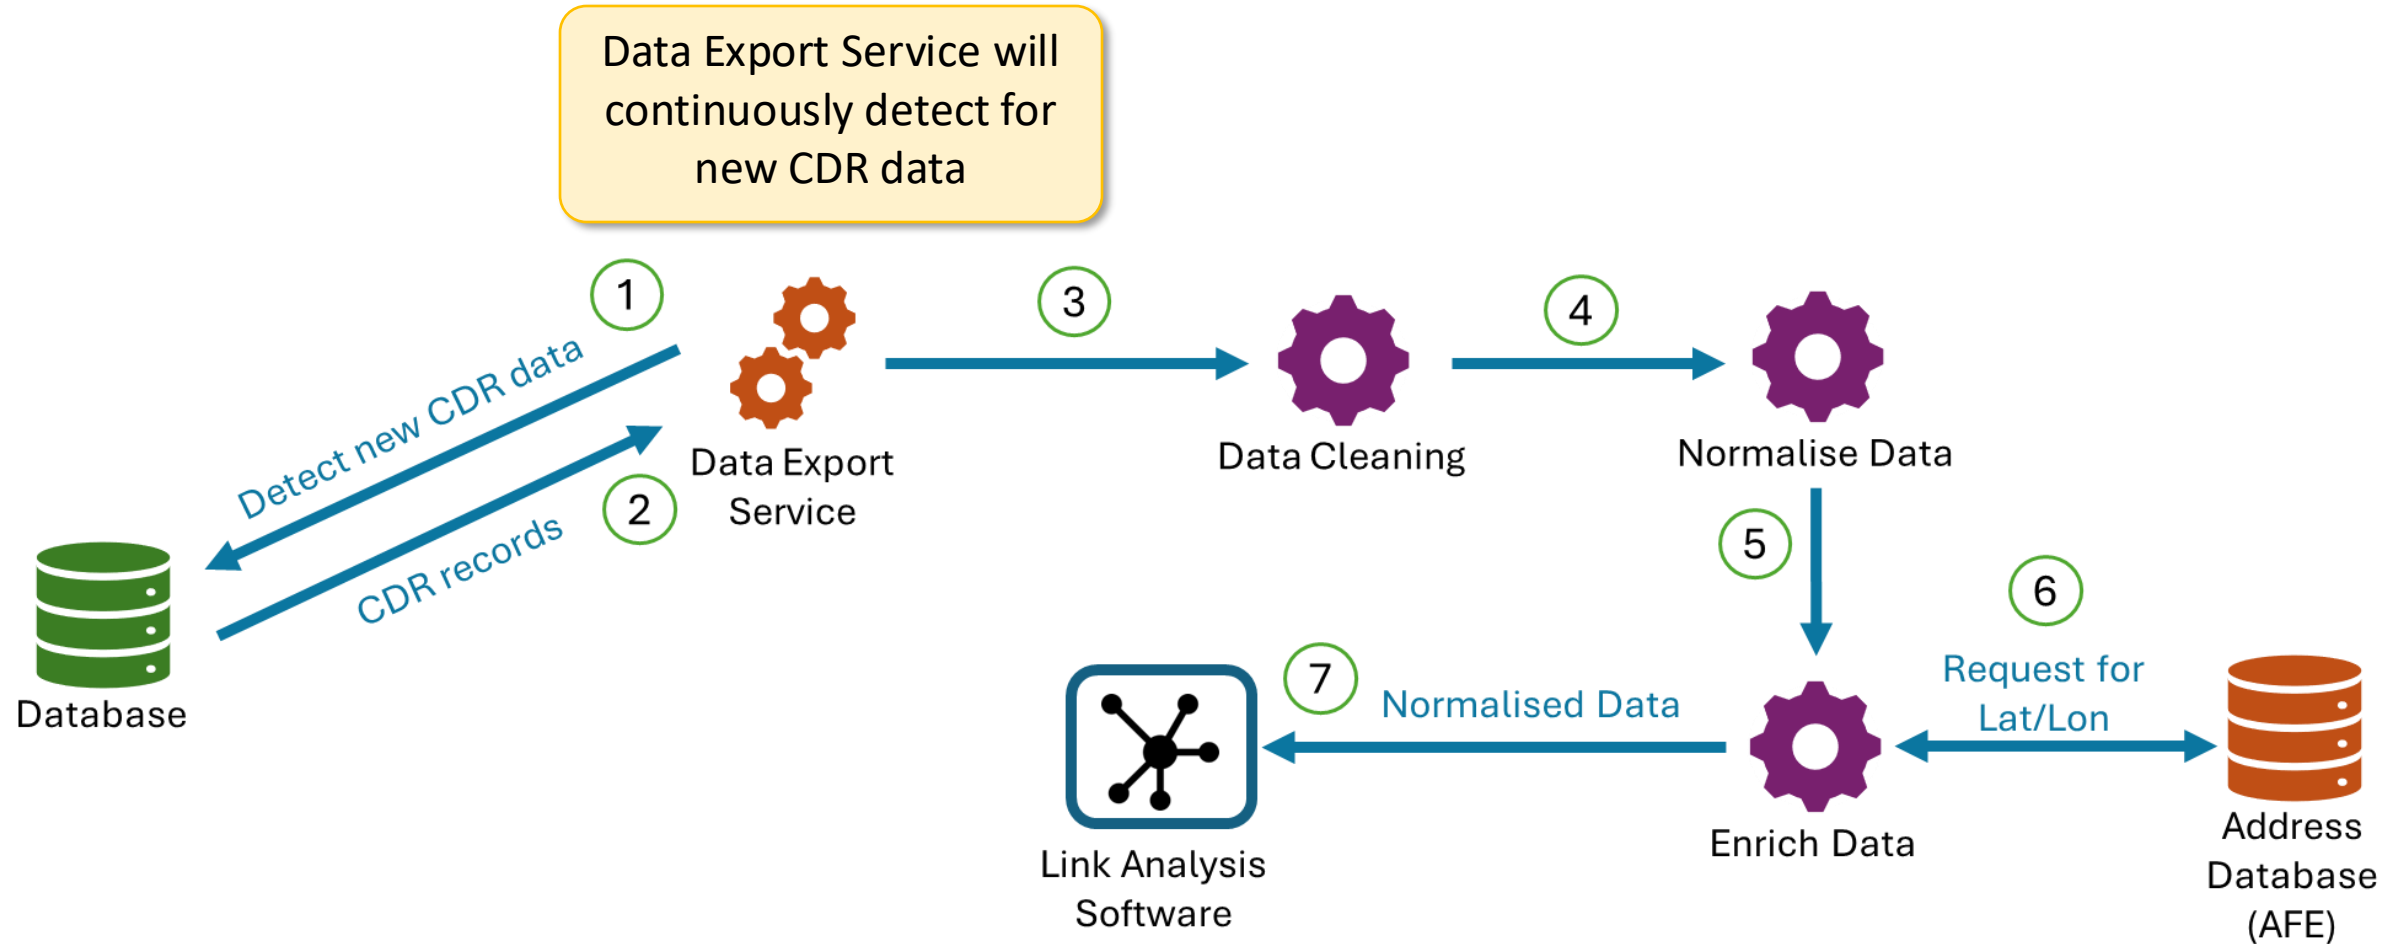 Data Export Service will
continuously detect for
new CDR data
1
Detect new CDR data
2
CDR records
Database
Data Export
Service
3
Data Cleaning
4
Normalise Data
5
6
Request for
Lat/Lon
7
Normalised Data
Link Analysis
Software
Enrich Data
Address
Database
(AFE)